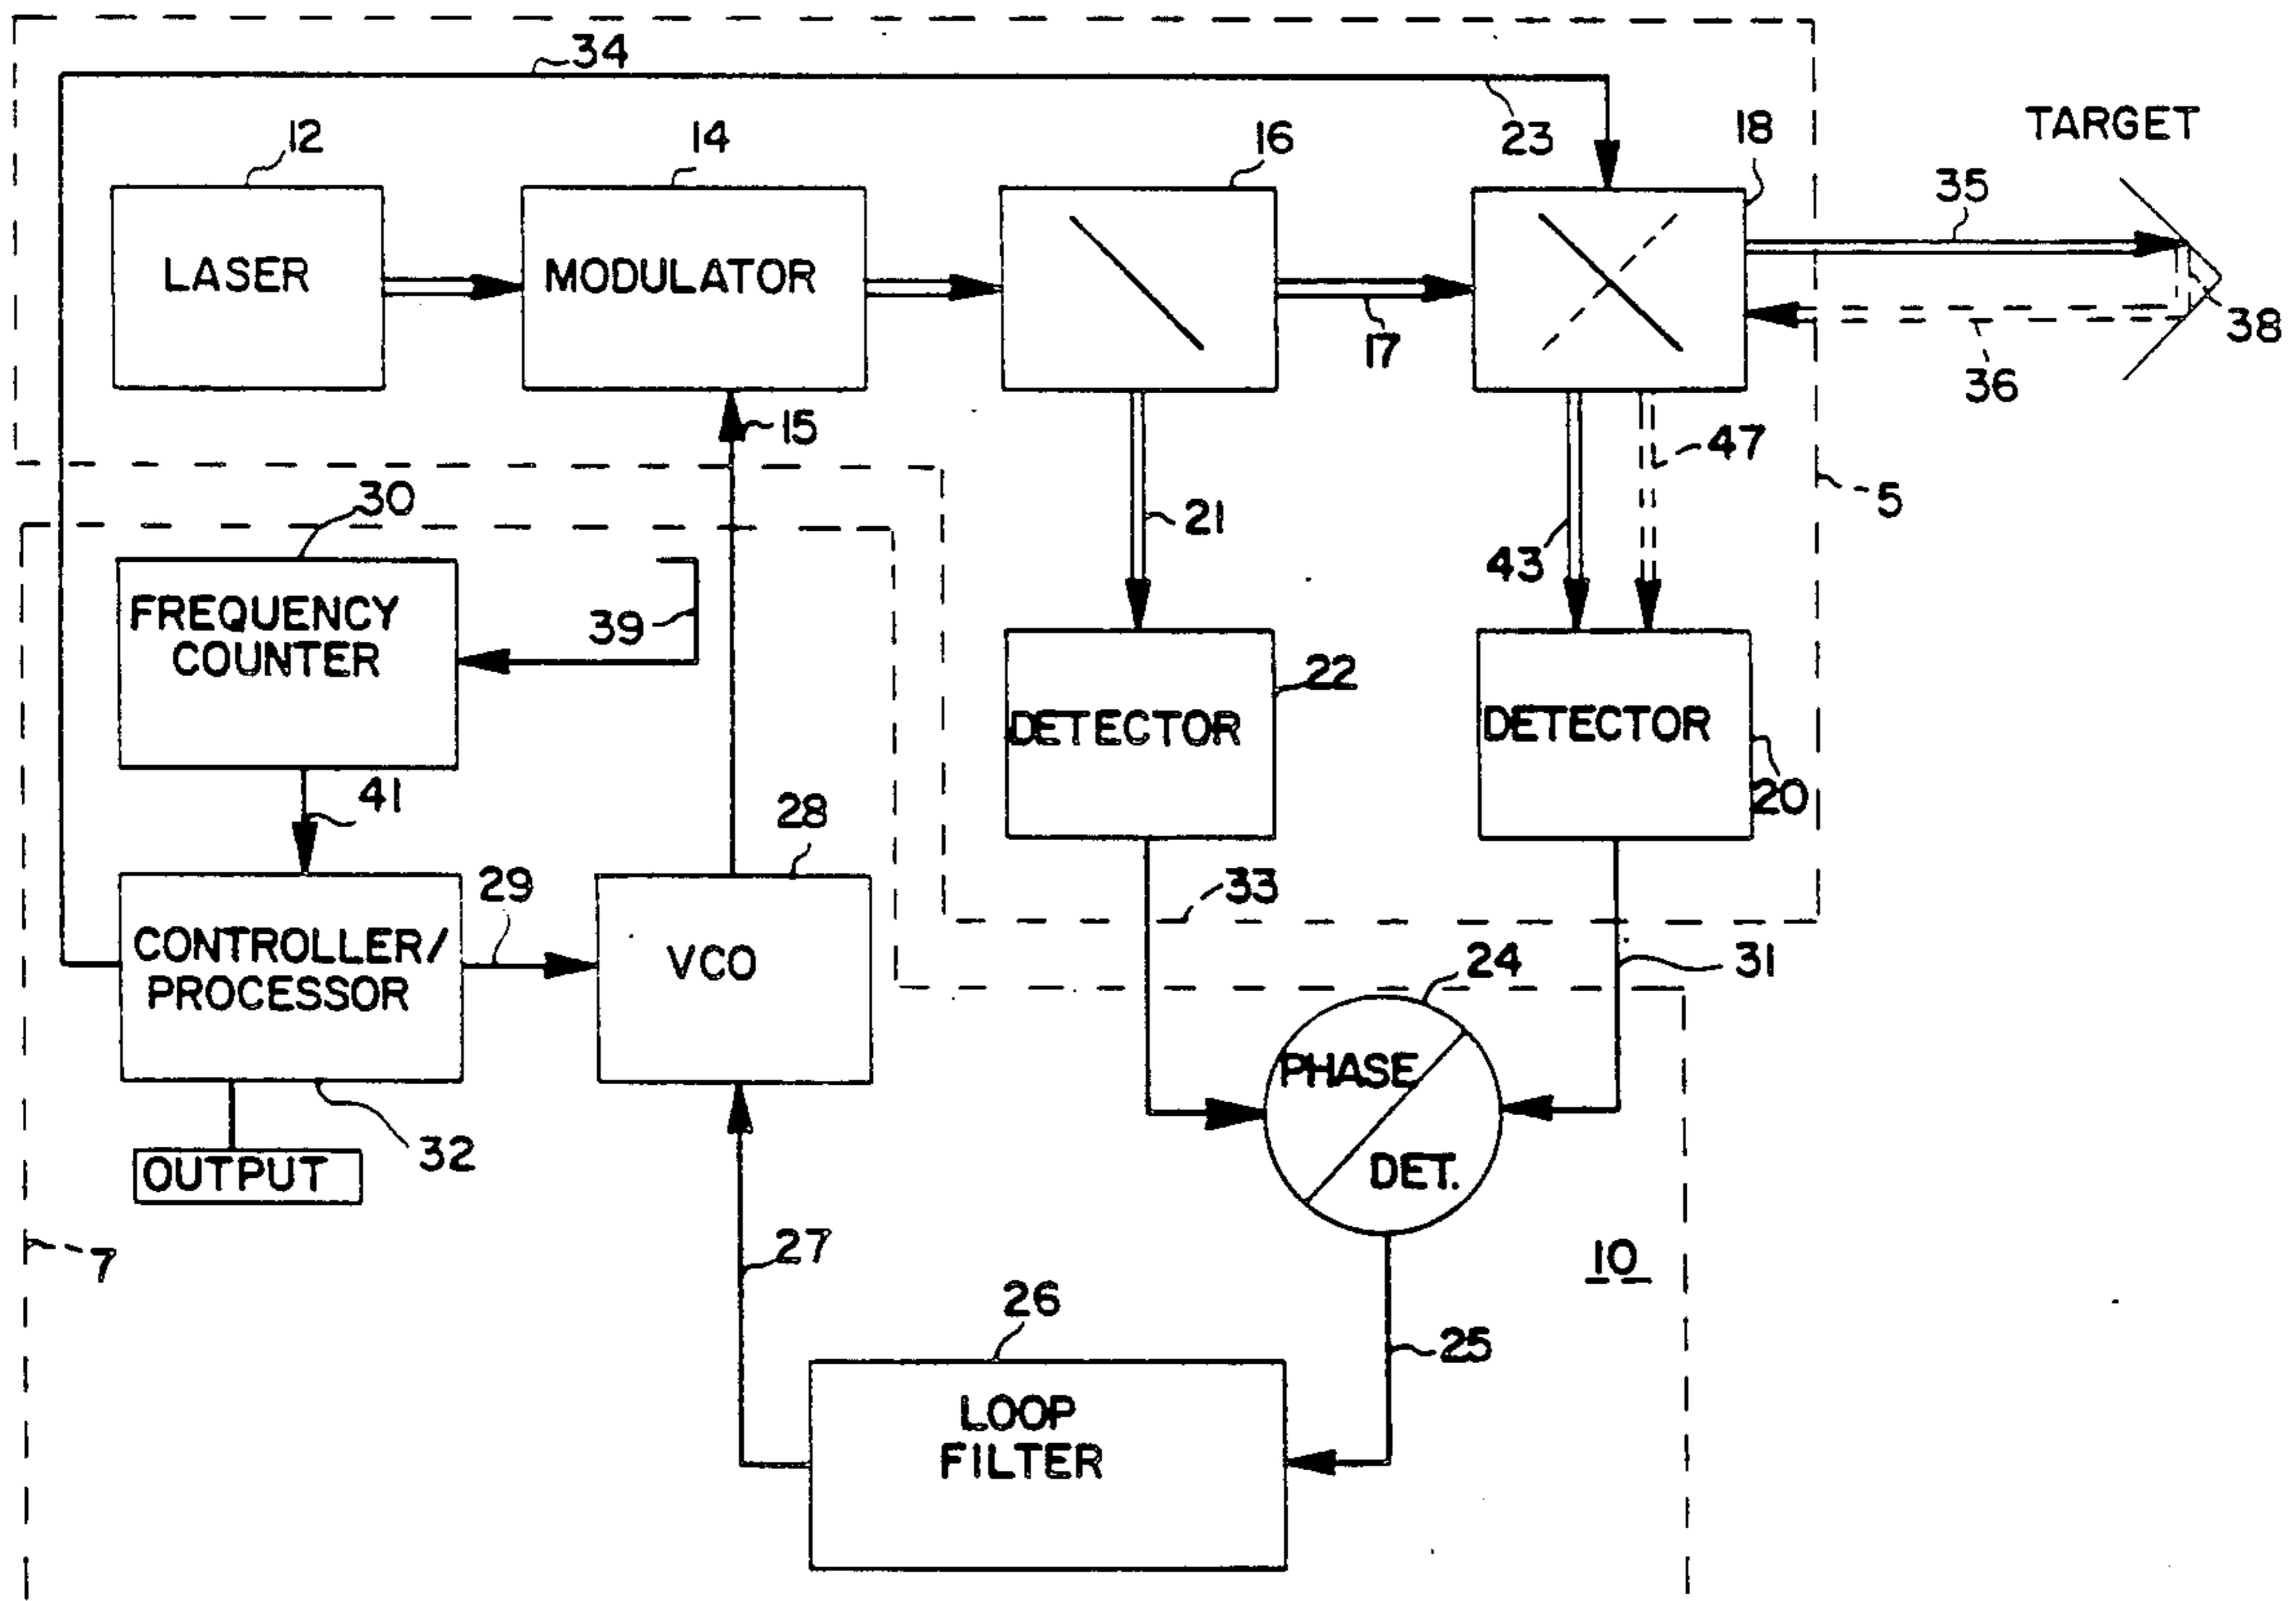 34
12
14
16
23
18
TARGET
35
LASER
MODULATOR
17
38
36
15
47
5
30
21
43
FREQUENCY
COUNTER
39
22
DETECTOR
DETECTOR
20
41
28
29
33
CONTROLLER/
PROCESSOR
VCO
24
31
PHASE
DET.
32
OUTPUT
27
7
10
26
25
LOOP
FILTER